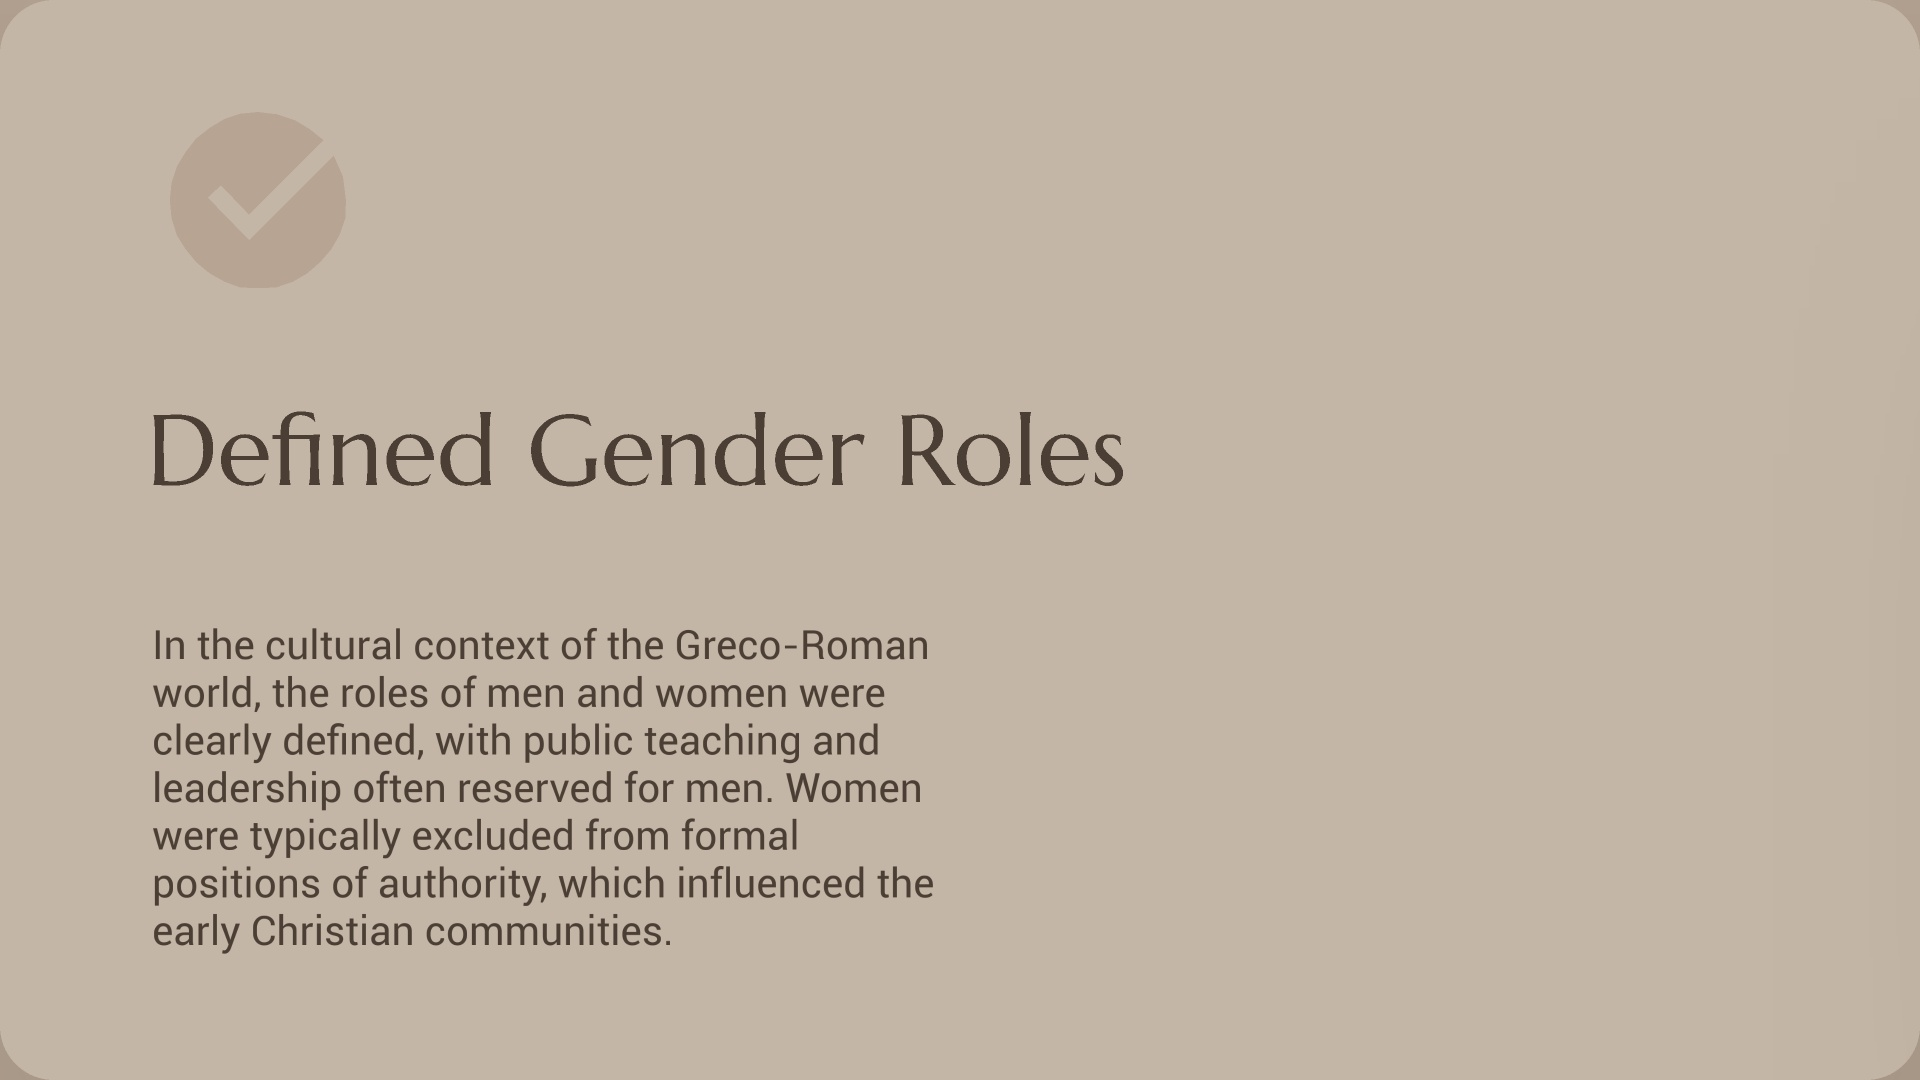 Defined Gender Roles
In the cultural context of the Greco-Roman
world, the roles of men and women were
clearly defined, with public teaching and
leadership often reserved for men. Women
were typically excluded from formal
positions of authority, which influenced the
early Christian communities.